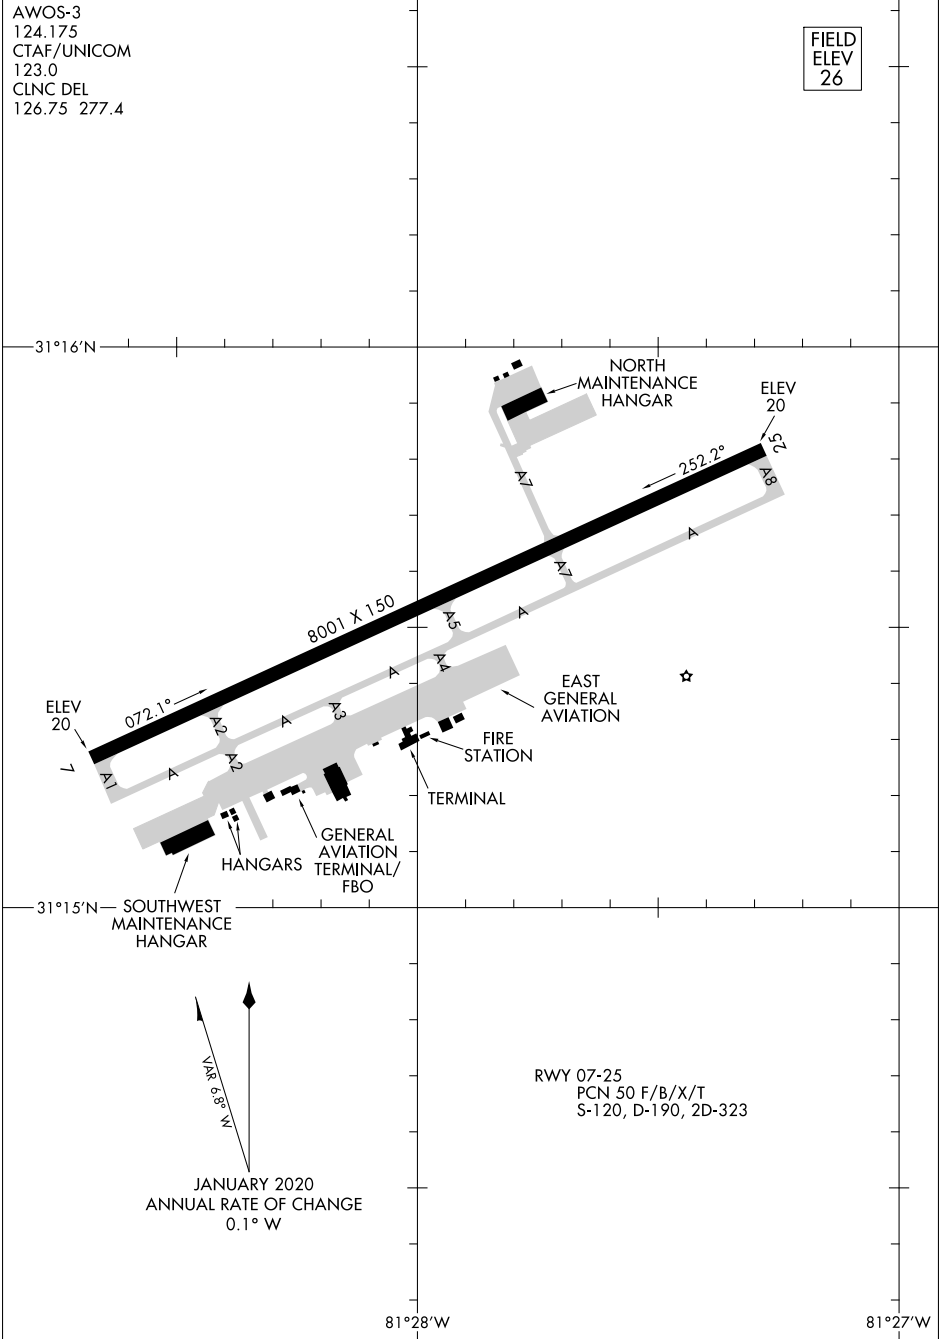 AWOS-3
124.175
CTAF/UNICOM
123.0
CLNC DEL
126.75 277.4
FIELD
ELEV
26
31°16'N
NORTH
MAINTENANCE
HANGAR
ELEV
20
25
252.2°
A8
A7
A
A7
8001 X 150
A5
A
A4
A
EAST
GENERAL
AVIATION
072.1°
ELEV
20
A2
A
A3
FIRE
STATION
7
A1
A
A2
TERMINAL
HANGARS
GENERAL
AVIATION
TERMINAL/
FBO
31°15'N
SOUTHWEST
MAINTENANCE
HANGAR
VAR 6.8° W
JANUARY 2020
ANNUAL RATE OF CHANGE
0.1° W
RWY 07-25
PCN 50 F/B/X/T
S-120, D-190, 2D-323
81°28'W
81°27'W